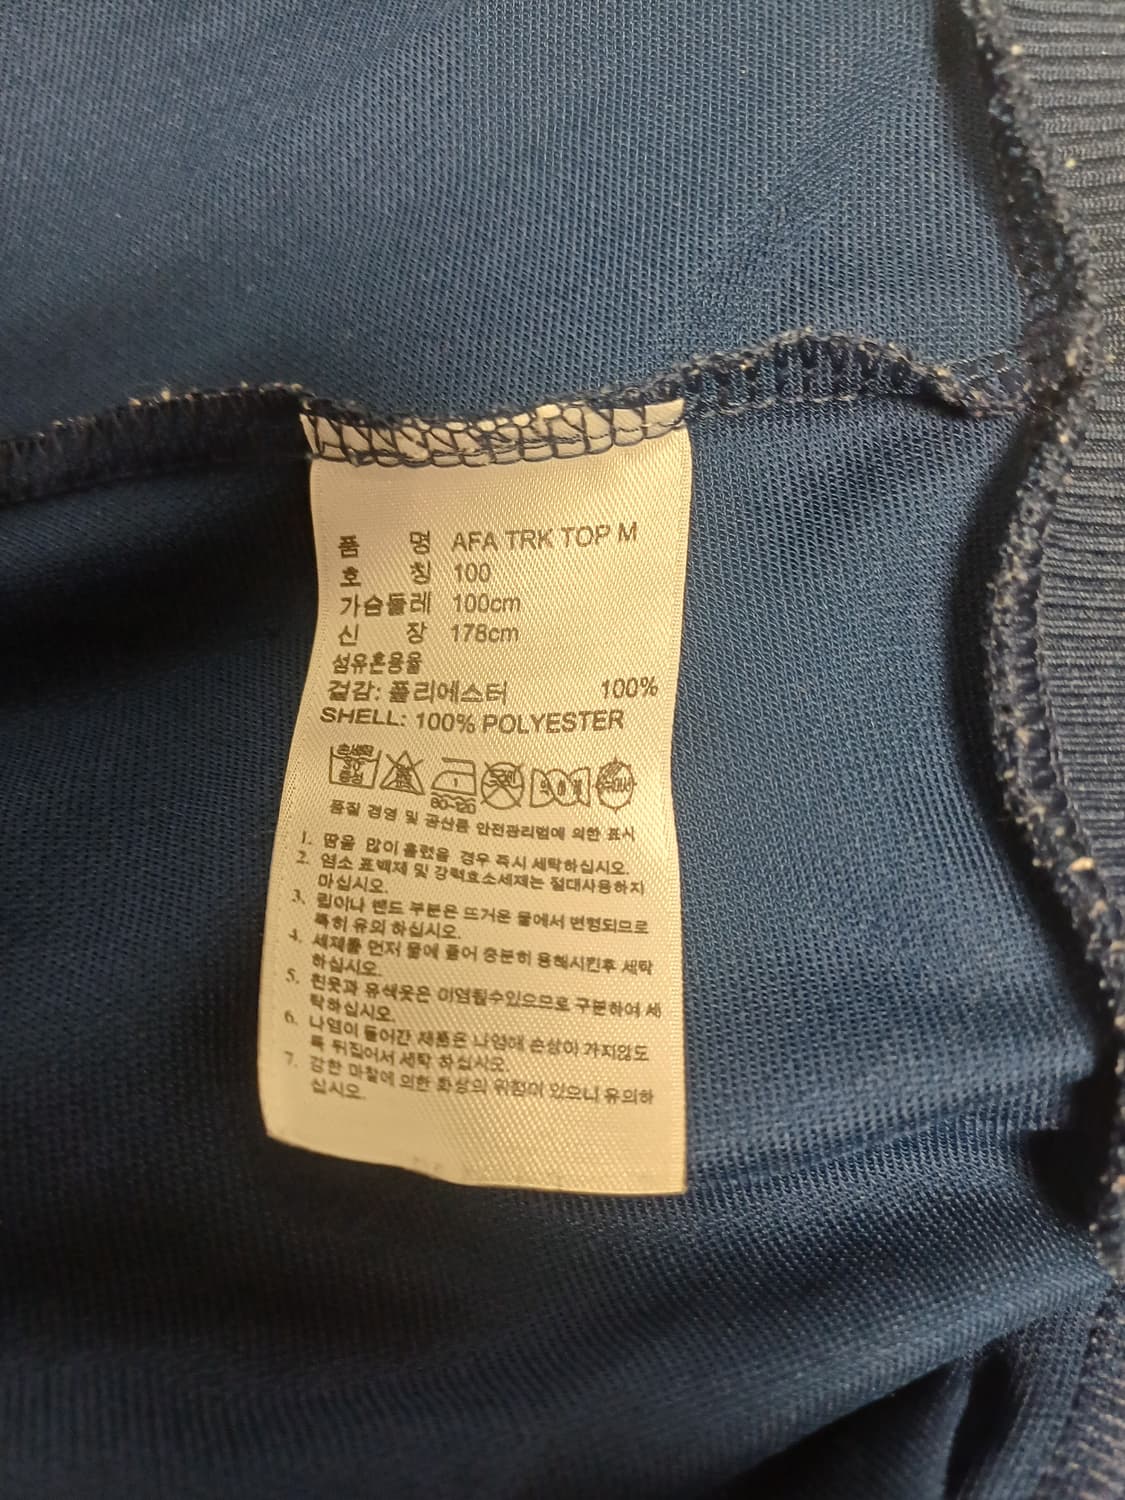 품 명 AFA TRK TOP M
호 칭 100
가슴둘레 100cm
신 장 178cm
섬유혼용율
겉감: 폴리에스터 100%
SHELL: 100% POLYESTER
80-120
품질 경영 및 공산품 안전관리법에 의한 표시
1. 땀을 많이 흘렸을 경우 즉시 세탁하십시오.
2. 염소 표백제 및 강력효소세제는 절대사용하지
마십시오.
3. 립이나 밴드 부분은 뜨거운 물에서 변형되므로
특히 유의 하십시오.
4. 세제를 먼저 물에 풀어 충분히 용해시킨후 세탁
하십시오.
5. 흰옷과 유색옷은 이염될수있으므로 구분하여 세
탁하십시오.
6. 나염이 들어간 제품은 나염에 손상이 가지않도
록 뒤집어서 세탁 하십시오.
7. 강한 마찰에 의한 화상의 위험이 있으니 유의하
십시오.